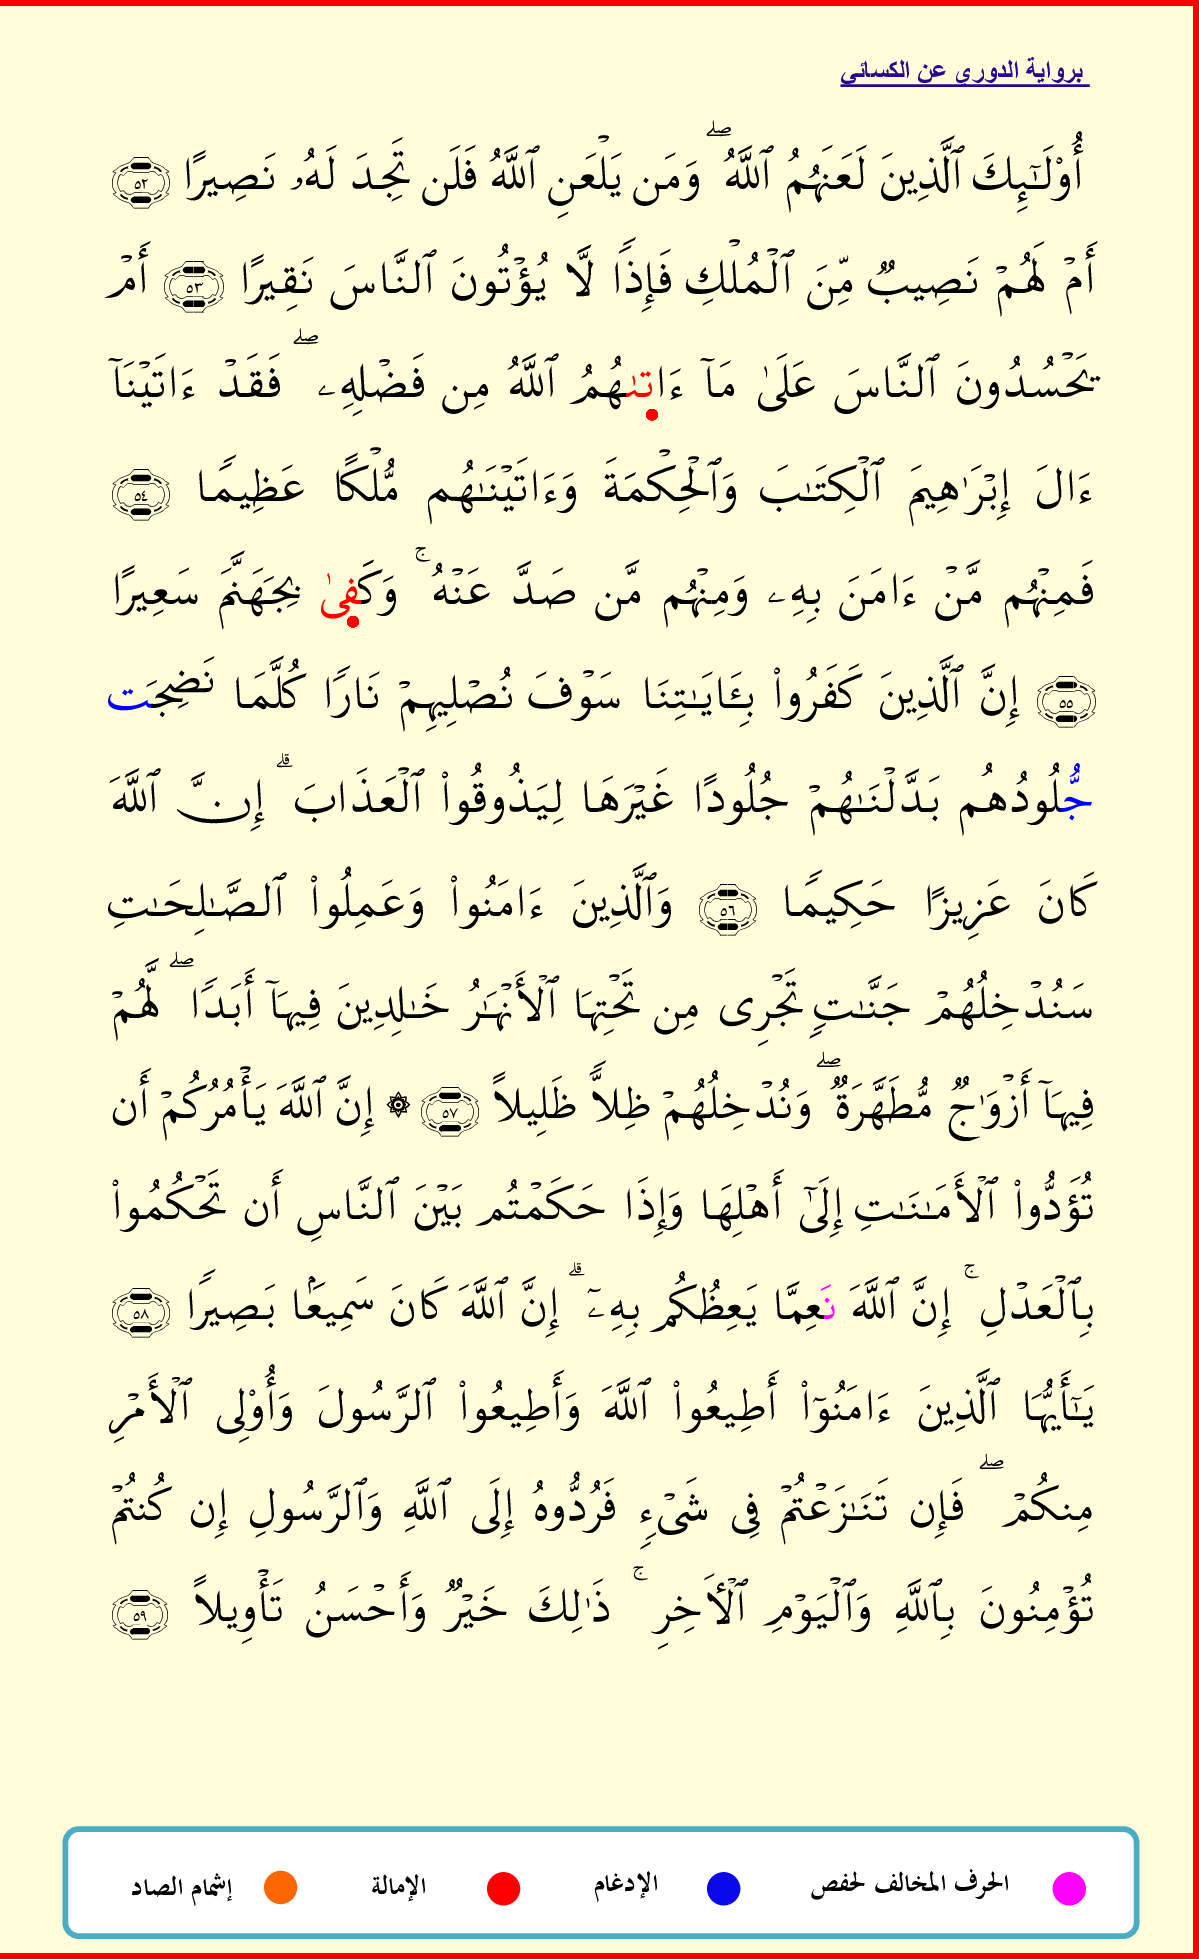 برواية الدوري عن الكسائي
أُوْلَٰٓئِكَ ٱلَّذِينَ لَعَنَهُمُ ٱللَّهُ ۖ وَمَن يَلۡعَنِ ٱللَّهُ فَلَن تَجِدَ لَهُۥ نَصِيرًا ٥٢
أَمۡ لَهُمۡ نَصِيبٞ مِّنَ ٱلۡمُلۡكِ فَإِذٗا لَّا يُؤۡتُونَ ٱلنَّاسَ نَقِيرًا ٥٣ أَمۡ
يَحۡسُدُونَ ٱلنَّاسَ عَلَىٰ مَآ ءَاتىٰهُمُ ٱللَّهُ مِن فَضۡلِهِۦ ۖ فَقَدۡ ءَاتَيۡنَآ
ءَالَ إِبۡرَٰهِيمَ ٱلۡكِتَٰبَ وَٱلۡحِكۡمَةَ وَءَاتَيۡنَٰهُم مُّلۡكًا عَظِيمٗا ٥٤
فَمِنۡهُم مَّنۡ ءَامَنَ بِهِۦ وَمِنۡهُم مَّن صَدَّ عَنۡهُ ۚ وَكَفىٰ بِجَهَنَّمَ سَعِيرًا
٥٥ إِنَّ ٱلَّذِينَ كَفَرُواْ بِـَٔايَٰتِنَا سَوۡفَ نُصۡلِيهِمۡ نَارٗا كُلَّمَا نَضِجَت
جُّلُودُهُم بَدَّلۡنَٰهُمۡ جُلُودًا غَيۡرَهَا لِيَذُوقُواْ ٱلۡعَذَابَ ۗ إِنَّ ٱللَّهَ
كَانَ عَزِيزًا حَكِيمٗا ٥٦ وَٱلَّذِينَ ءَامَنُواْ وَعَمِلُواْ ٱلصَّٰلِحَٰتِ
سَنُدۡخِلُهُمۡ جَنَّٰتٖ تَجۡرِى مِن تَحۡتِهَا ٱلۡأَنۡهَٰرُ خَٰلِدِينَ فِيهَآ أَبَدٗا ۖ لَّهُمۡ
فِيهَآ أَزۡوَٰجٞ مُّطَهَّرَةٞ ۖ وَنُدۡخِلُهُمۡ ظِلّٗا ظَلِيلاً ٥٧ ۞ إِنَّ ٱللَّهَ يَأۡمُرُكُمۡ أَن
تُؤَدُّواْ ٱلۡأَمَٰنَٰتِ إِلَىٰٓ أَهۡلِهَا وَإِذَا حَكَمۡتُم بَيۡنَ ٱلنَّاسِ أَن تَحۡكُمُواْ
بِٱلۡعَدۡلِ ۚ إِنَّ ٱللَّهَ نَعِمَّا يَعِظُكُم بِهِۦٓ ۗ إِنَّ ٱللَّهَ كَانَ سَمِيعَۢا بَصِيرٗا ٥٨
يَٰٓأَيُّهَا ٱلَّذِينَ ءَامَنُوٓاْ أَطِيعُواْ ٱللَّهَ وَأَطِيعُواْ ٱلرَّسُولَ وَأُوْلِى ٱلۡأَمۡرِ
مِنكُمۡ ۖ فَإِن تَنَٰزَعۡتُمۡ فِى شَىۡءٖ فَرُدُّوهُ إِلَى ٱللَّهِ وَٱلرَّسُولِ إِن كُنتُمۡ
تُؤۡمِنُونَ بِٱللَّهِ وَٱلۡيَوۡمِ ٱلۡأَخِرِ ۚ ذَٰلِكَ خَيۡرٞ وَأَحۡسَنُ تَأۡوِيلاً ٥٩
الحرف المخالف لحفص الإدغام الإمالة إشمام الصاد